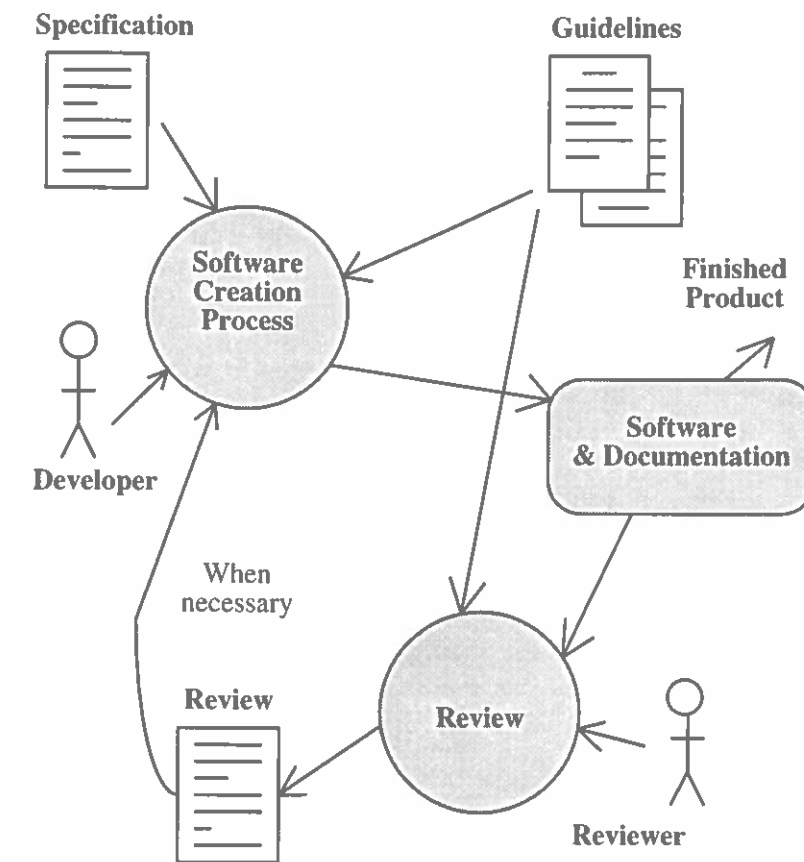 Specification
Guidelines
Software
Creation
Process
Finished
Product
Developer
Software
& Documentation
When
necessary
Review
Review
Reviewer